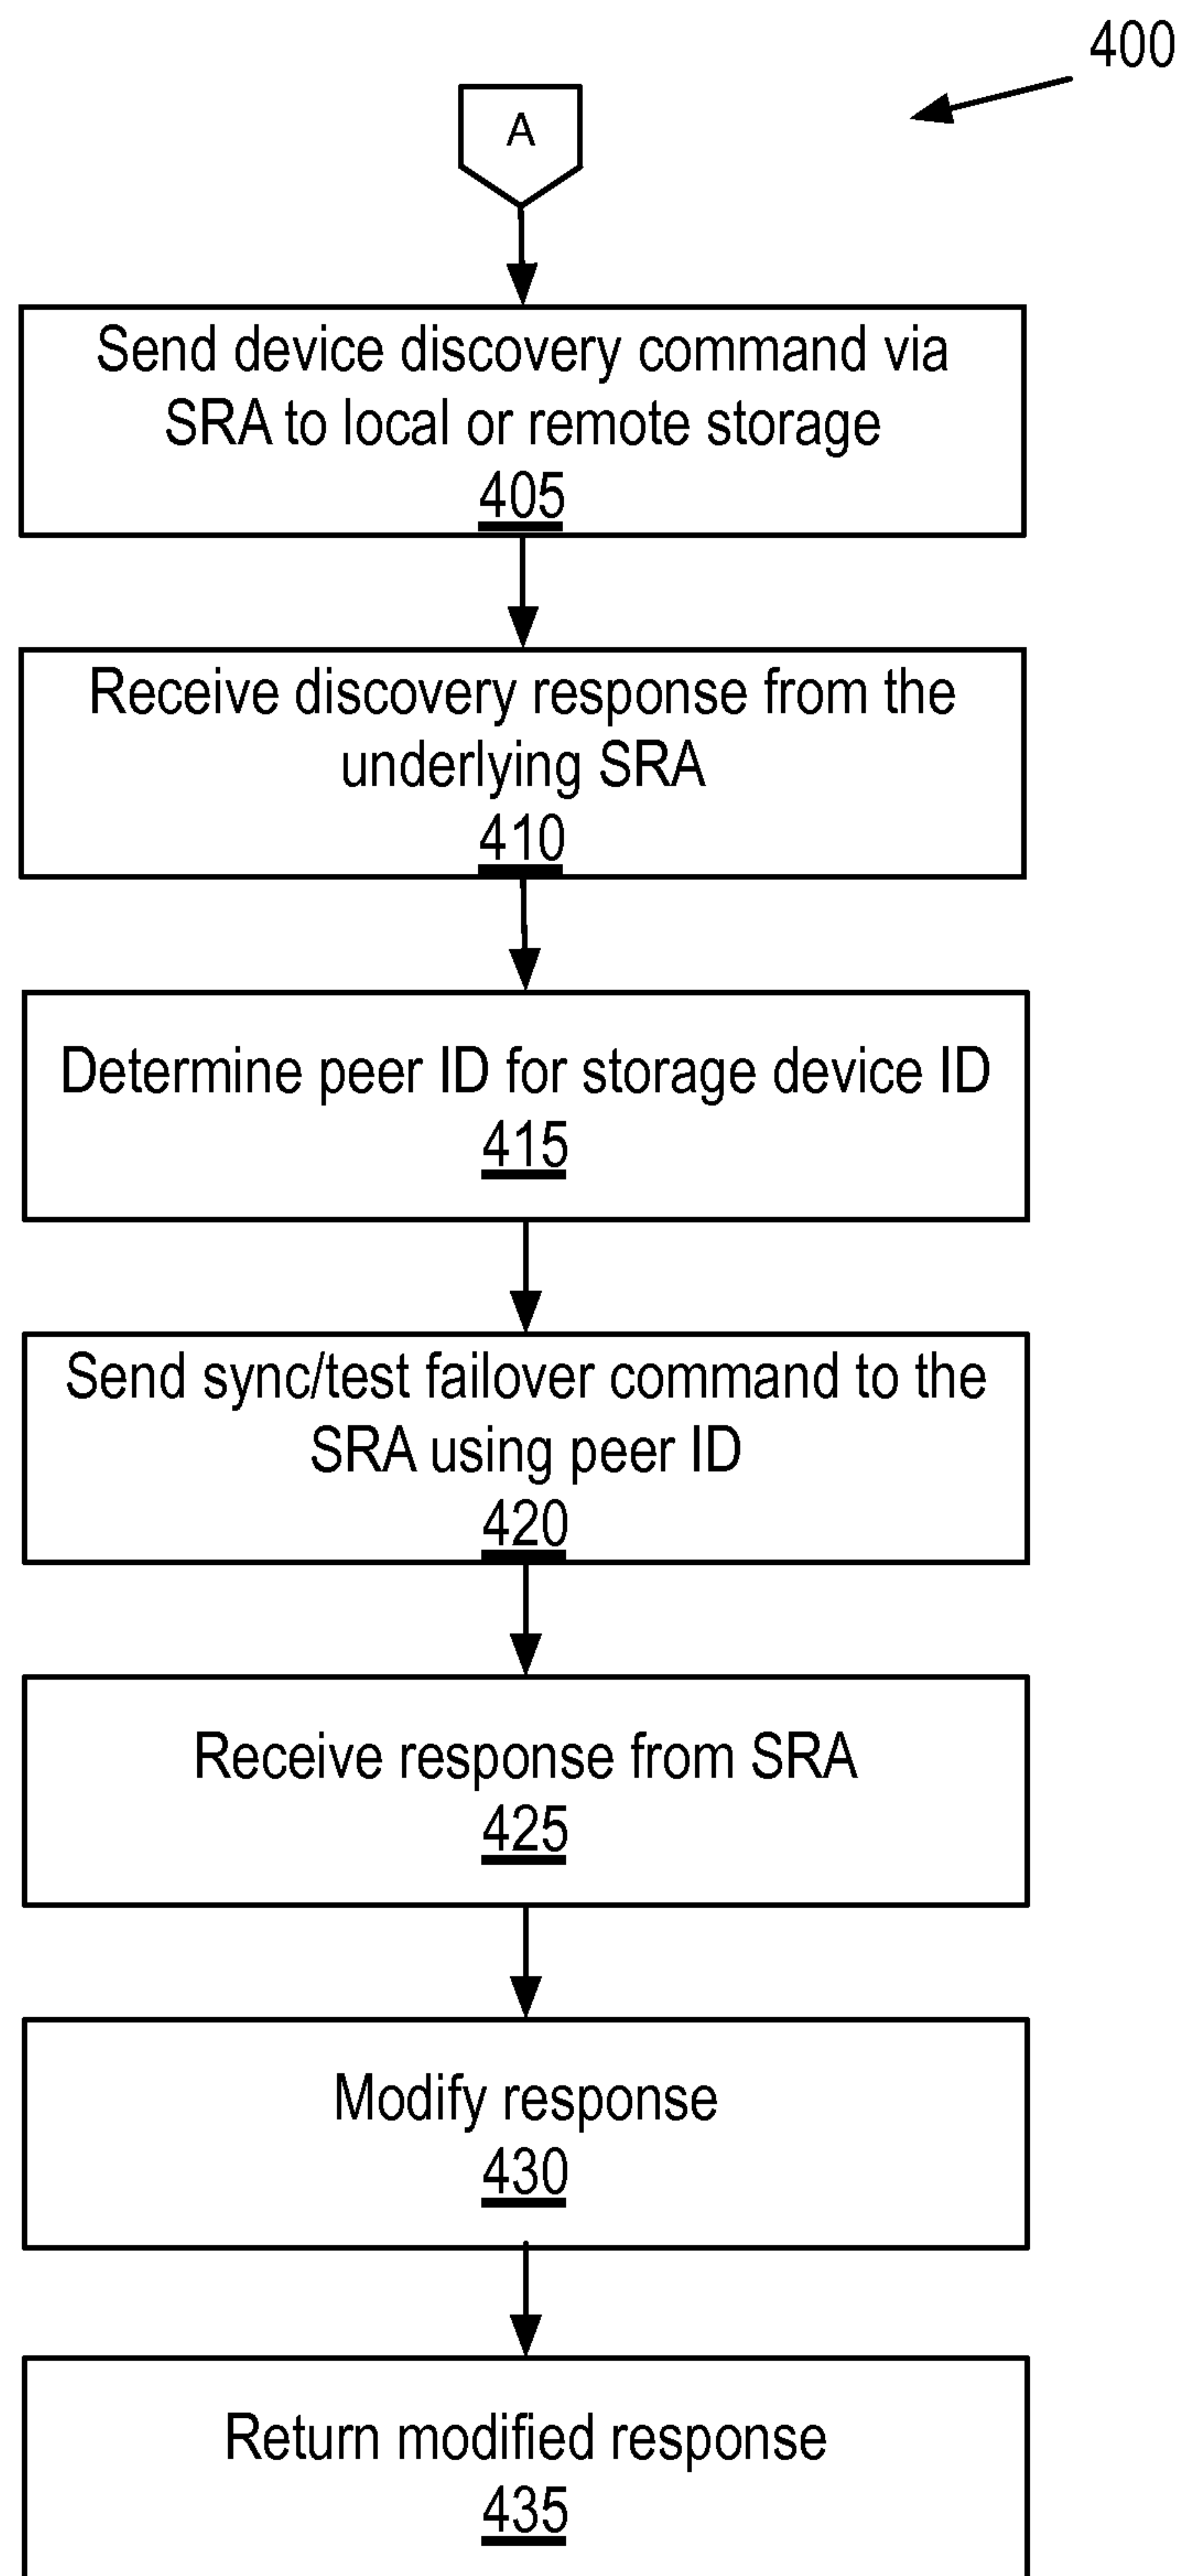 400
A
Send device discovery command via
SRA to local or remote storage
405
Receive discovery response from the
underlying SRA
410
Determine peer ID for storage device ID
415
Send sync/test failover command to the
SRA using peer ID
420
Receive response from SRA
425
Modify response
430
Return modified response
435